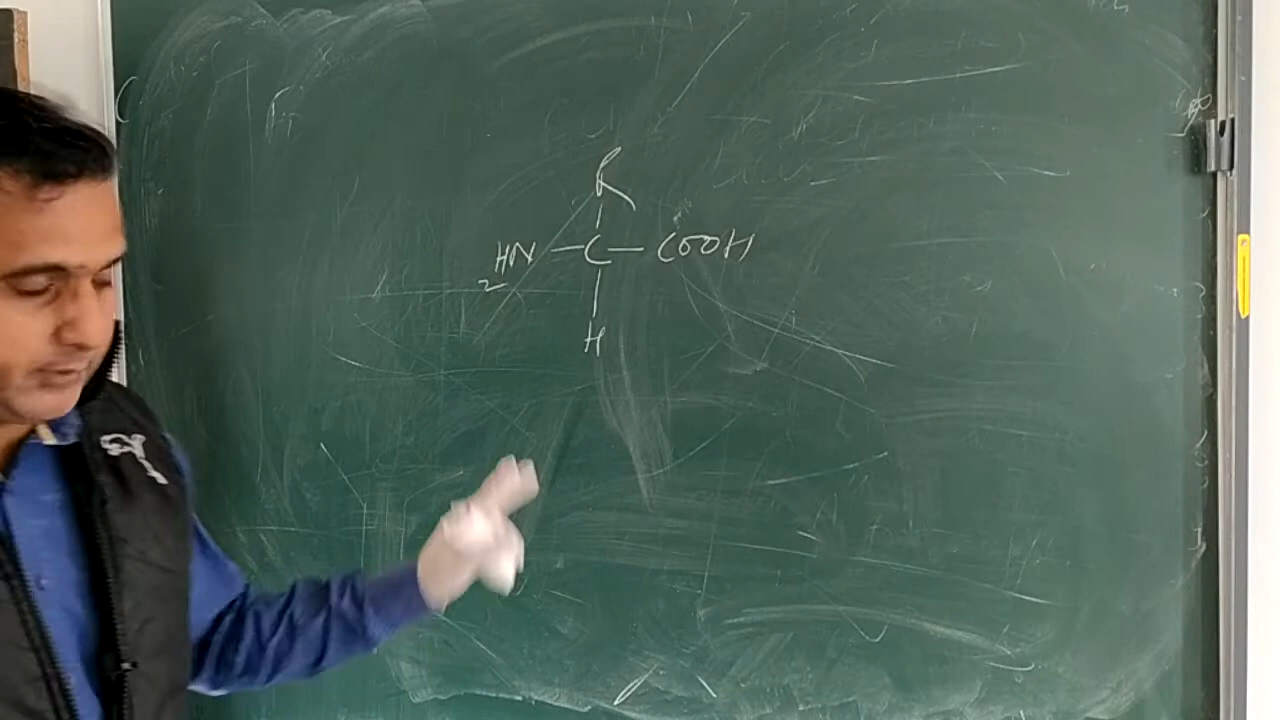 R
H₂N — C — COOH
H